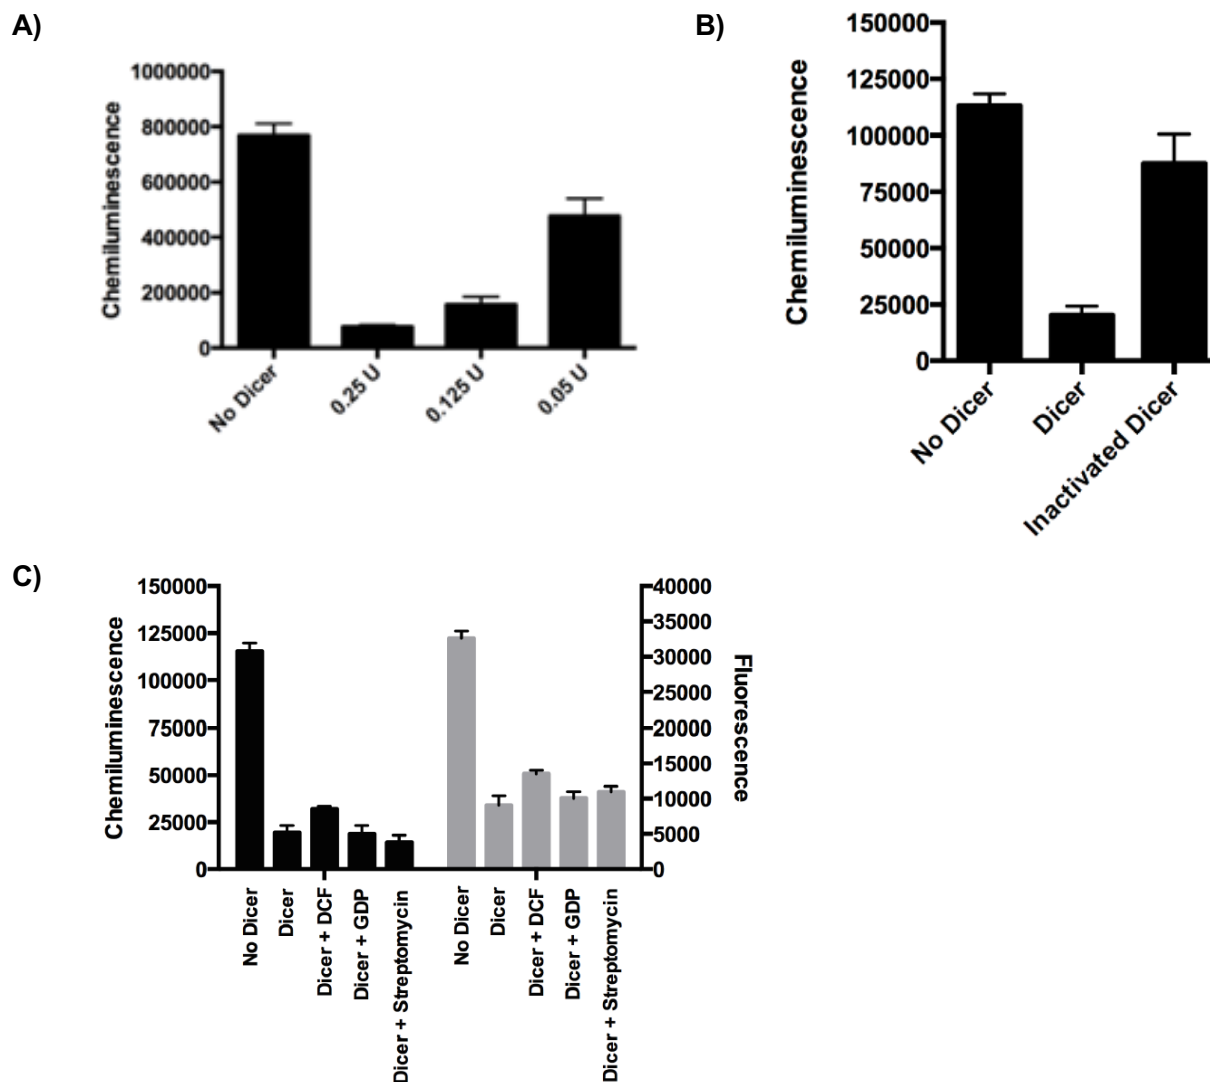 A)
Chemiluminescence
1000000
800000
600000
400000
200000
0
No Dicer
0.25 U
0.125 U
0.05 U
B)
Chemiluminescence
150000
125000
100000
75000
50000
25000
0
No Dicer
Dicer
Inactivated Dicer
C)
Chemiluminescence
150000
125000
100000
75000
50000
25000
0
No Dicer
Dicer
Dicer + DCF
Dicer + GDP
Dicer + Streptomycin
No Dicer
Dicer
Dicer + DCF
Dicer + GDP
Dicer + Streptomycin
40000
35000
30000
25000
20000
15000
10000
5000
0
Fluorescence